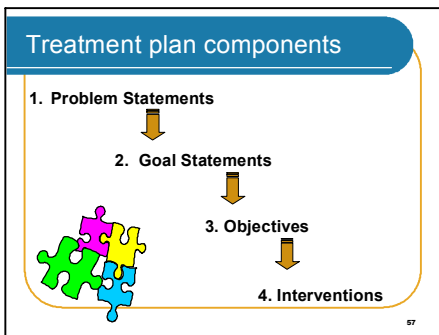 Treatment plan components
1. Problem Statements
2. Goal Statements
3. Objectives
4. Interventions
57